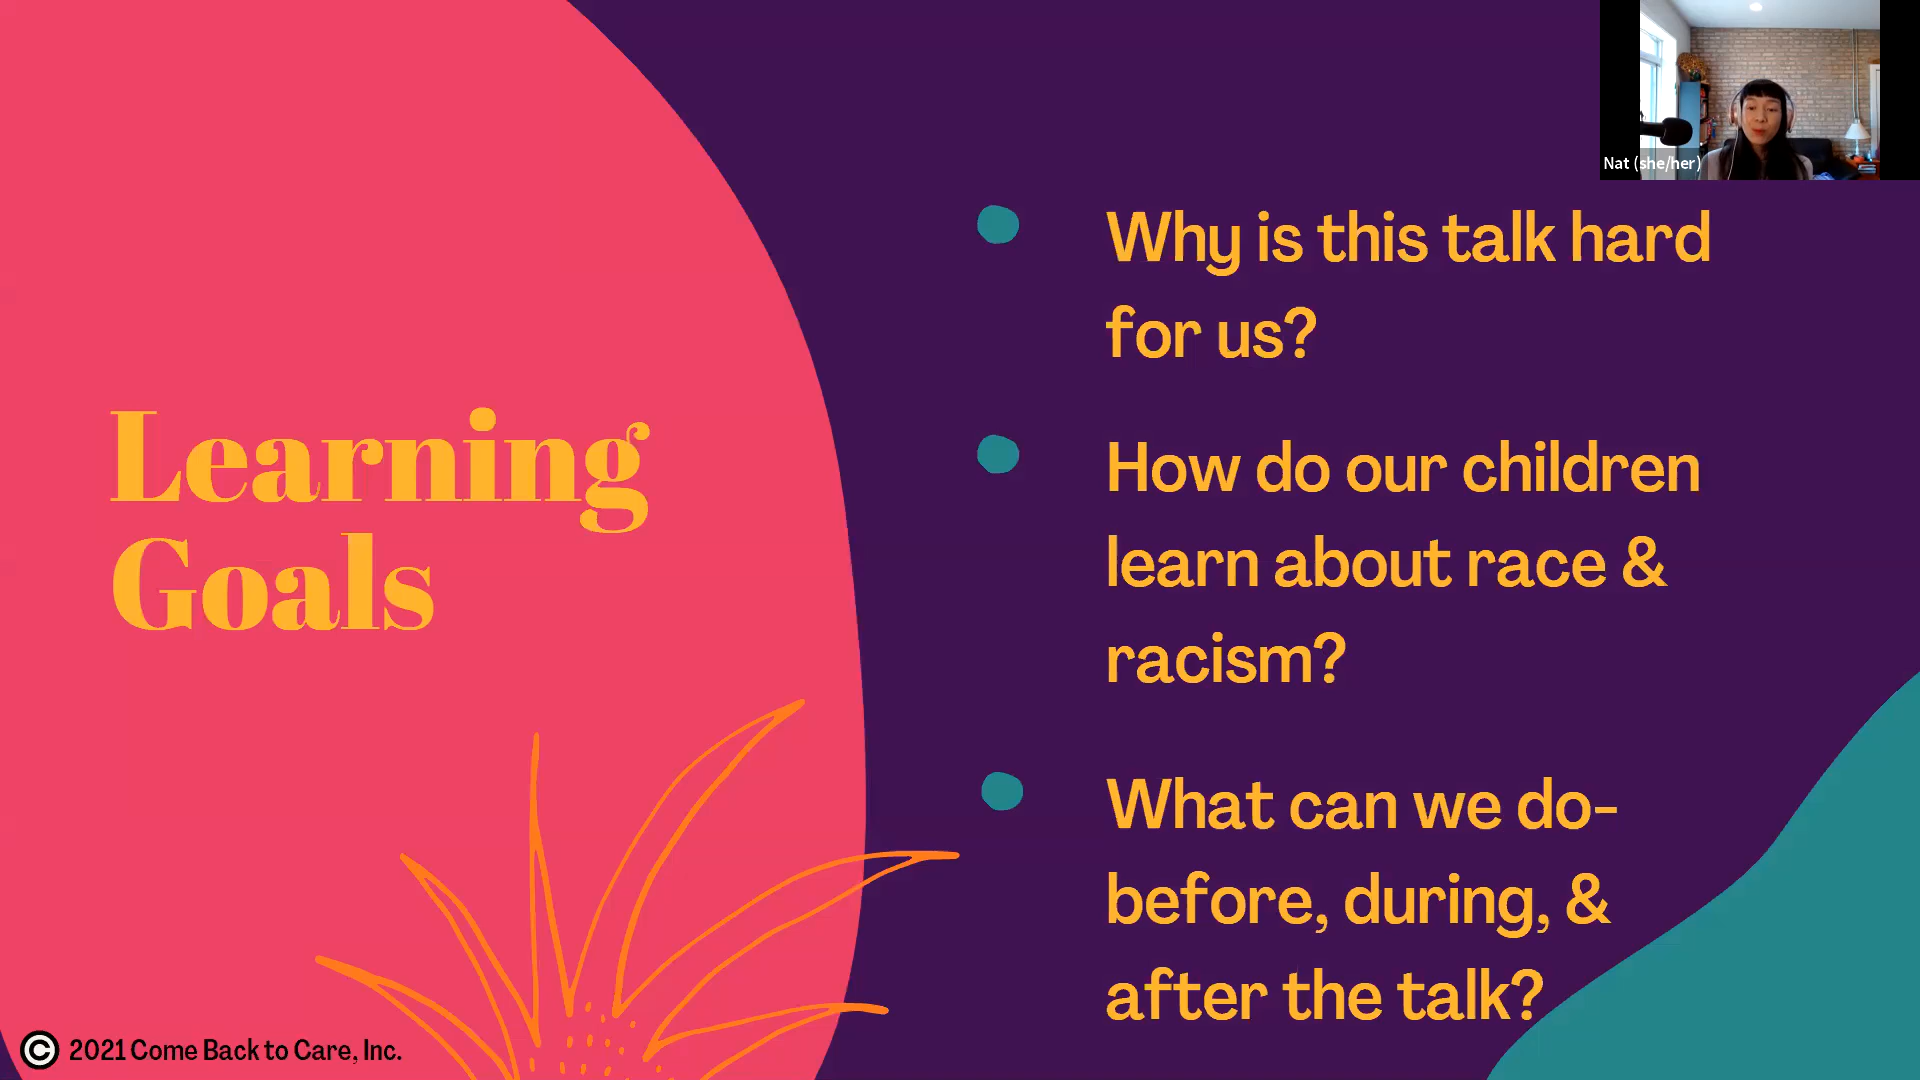 Nat (she/her)
Learning
Goals
Why is this talk hard
for us?
How do our children
learn about race &
racism?
What can we do-
before, during, &
after the talk?
© 2021 Come Back to Care, Inc.